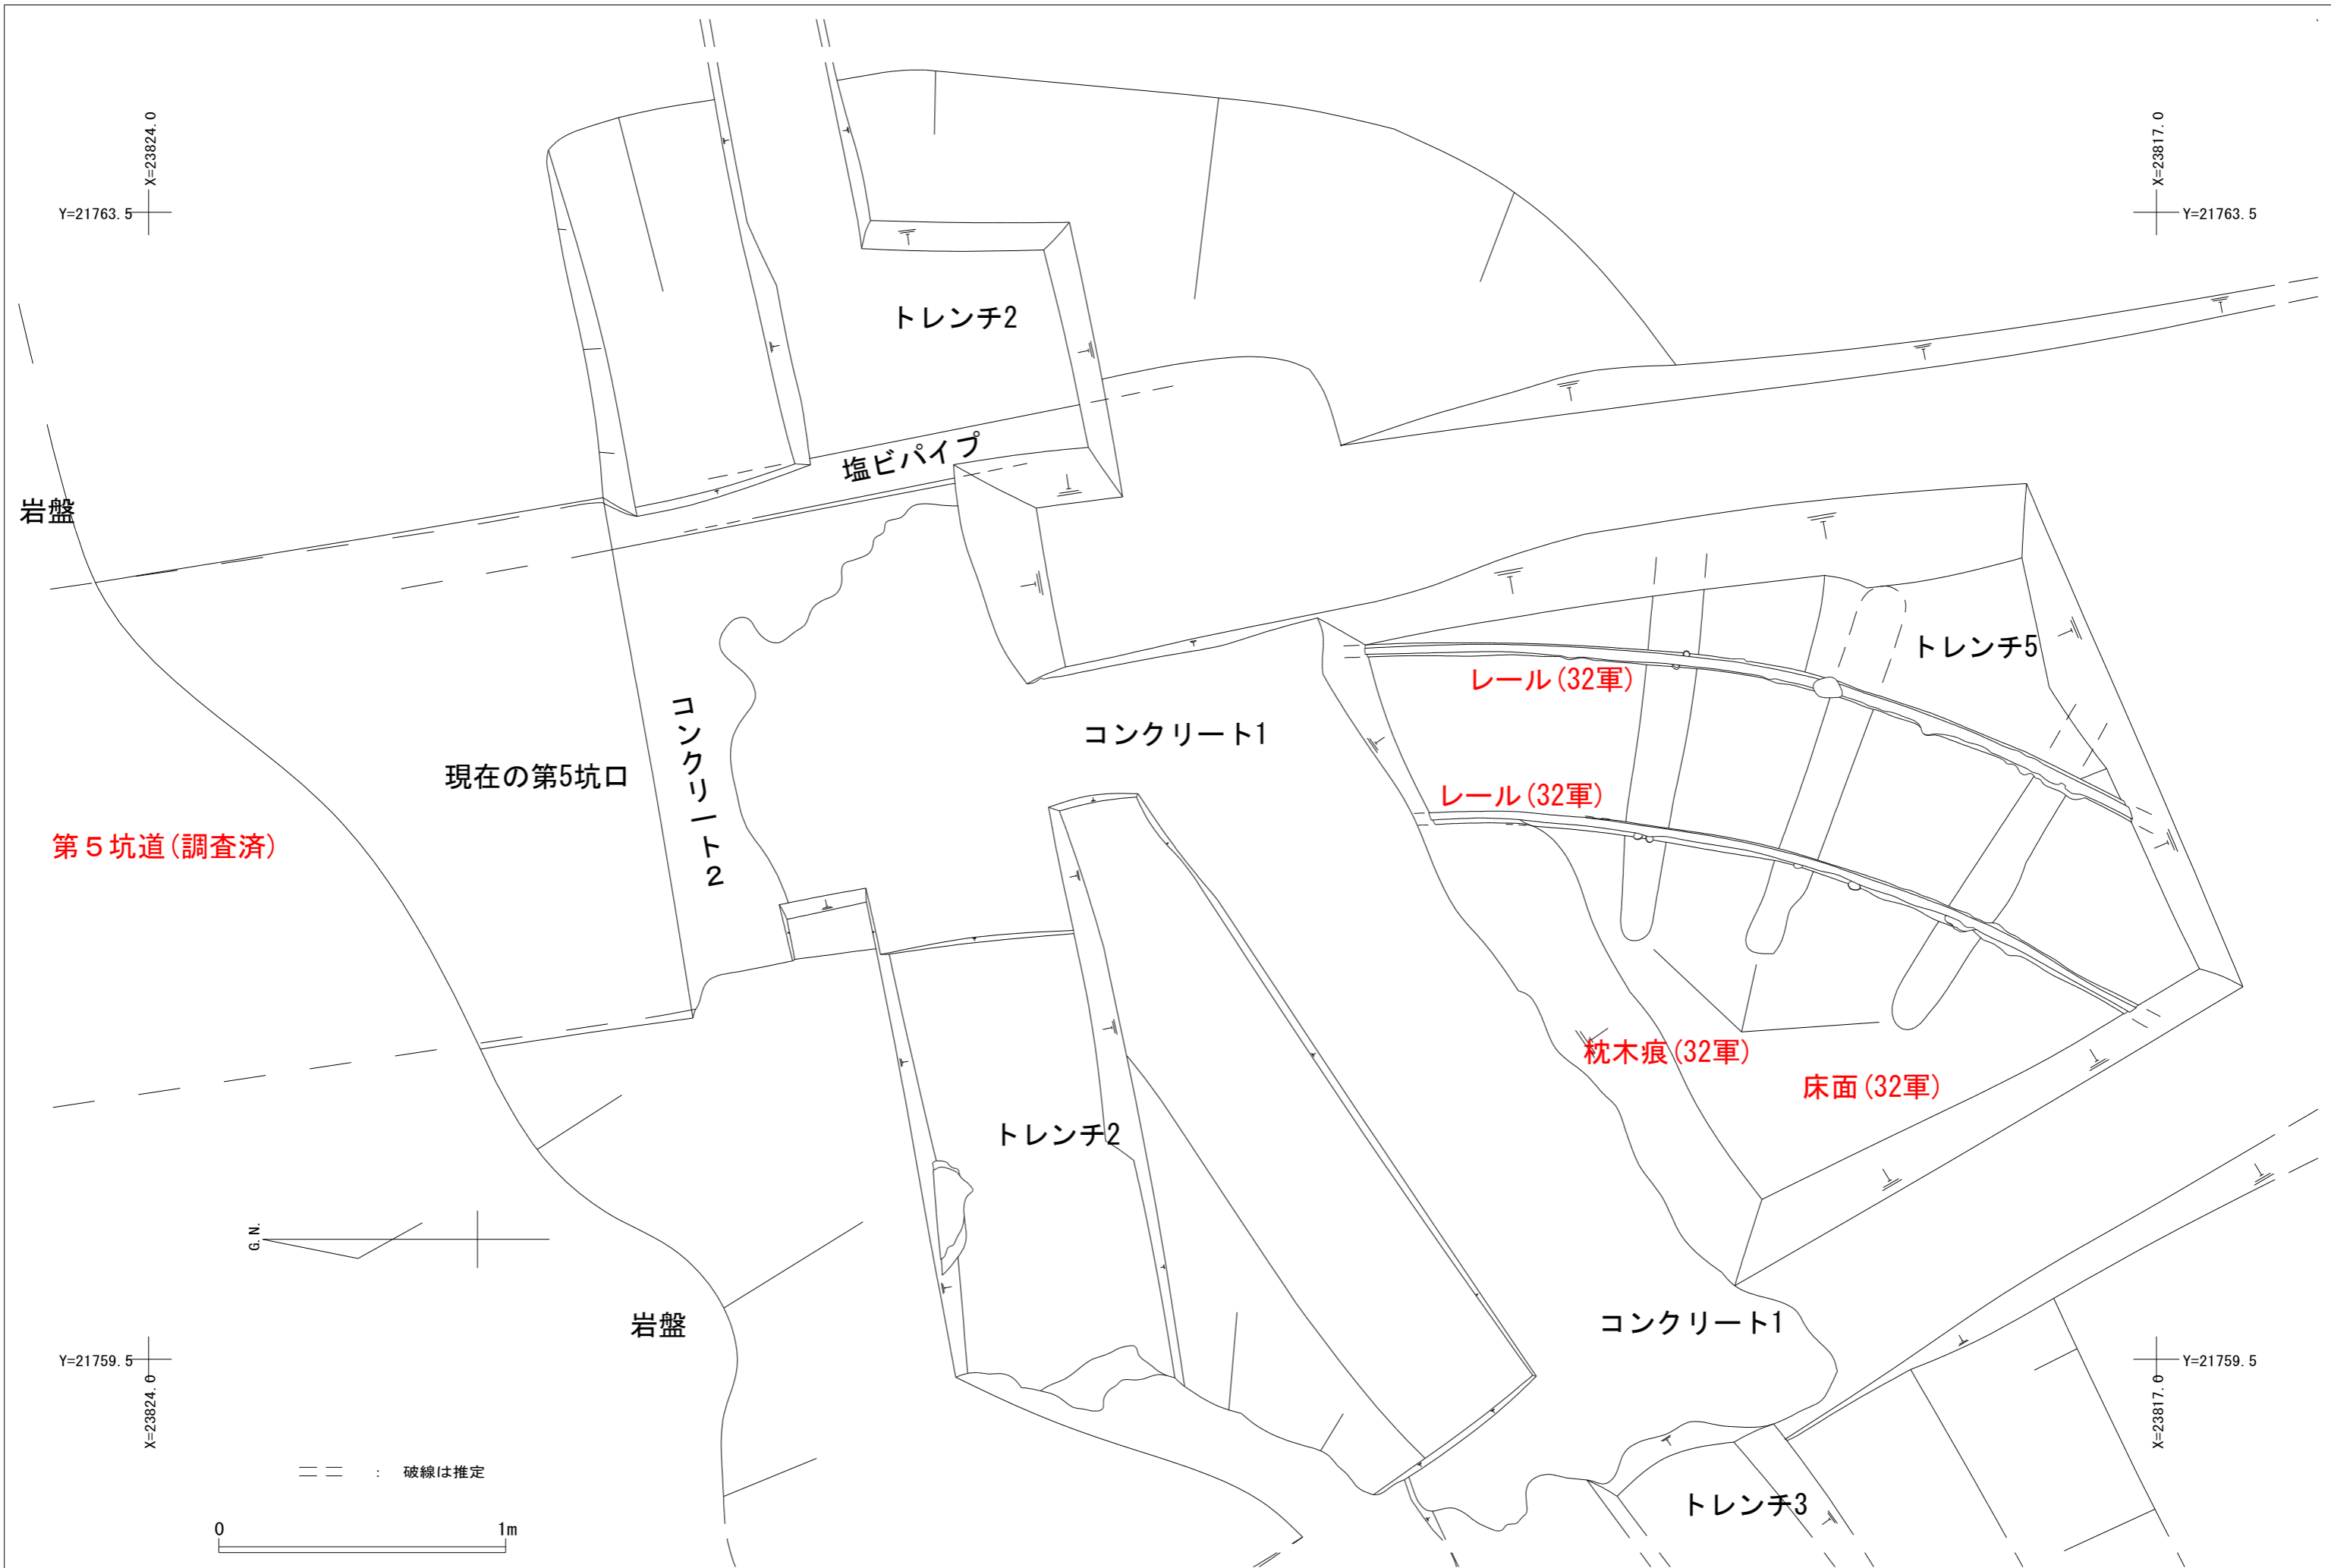 X=23824.0
X=23817.0
Y=21763.5
Y=21763.5
トレンチ2
塩ビパイプ
岩盤
トレンチ5
レール(32軍)
コンクリート2
コンクリート1
現在の第5坑口
レール(32軍)
第5坑道(調査済)
枕木痕(32軍)
床面(32軍)
トレンチ2
G.N.
岩盤
コンクリート1
Y=21759.5
Y=21759.5
X=23824.0
X=23817.0
: 破線は推定
トレンチ3
0 1m